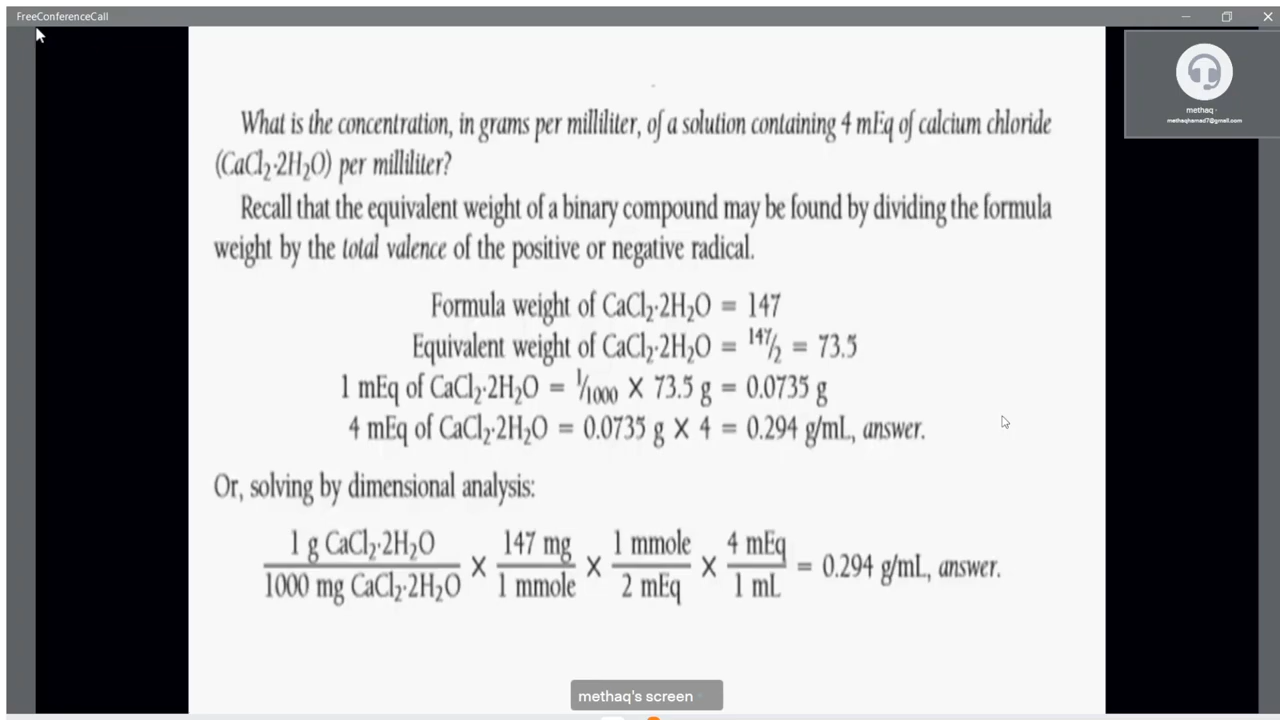 FreeConferenceCall
methaq
methaqhamad7@gmail.com
What is the concentration, in grams per milliliter, of a solution containing 4 mEq of calcium chloride
(CaCl₂·2H₂O) per milliliter?
Recall that the equivalent weight of a binary compound may be found by dividing the formula
weight by the total valence of the positive or negative radical.
Formula weight of CaCl₂·2H₂O = 147
Equivalent weight of CaCl₂·2H₂O = 147/2 = 73.5
1 mEq of CaCl₂·2H₂O = 1/1000 × 73.5 g = 0.0735 g
4 mEq of CaCl₂·2H₂O = 0.0735 g × 4 = 0.294 g/mL, answer.
Or, solving by dimensional analysis:
1 g CaCl₂·2H₂O / 1000 mg CaCl₂·2H₂O × 147 mg / 1 mmole × 1 mmole / 2 mEq × 4 mEq / 1 mL = 0.294 g/mL, answer.
methaq's screen